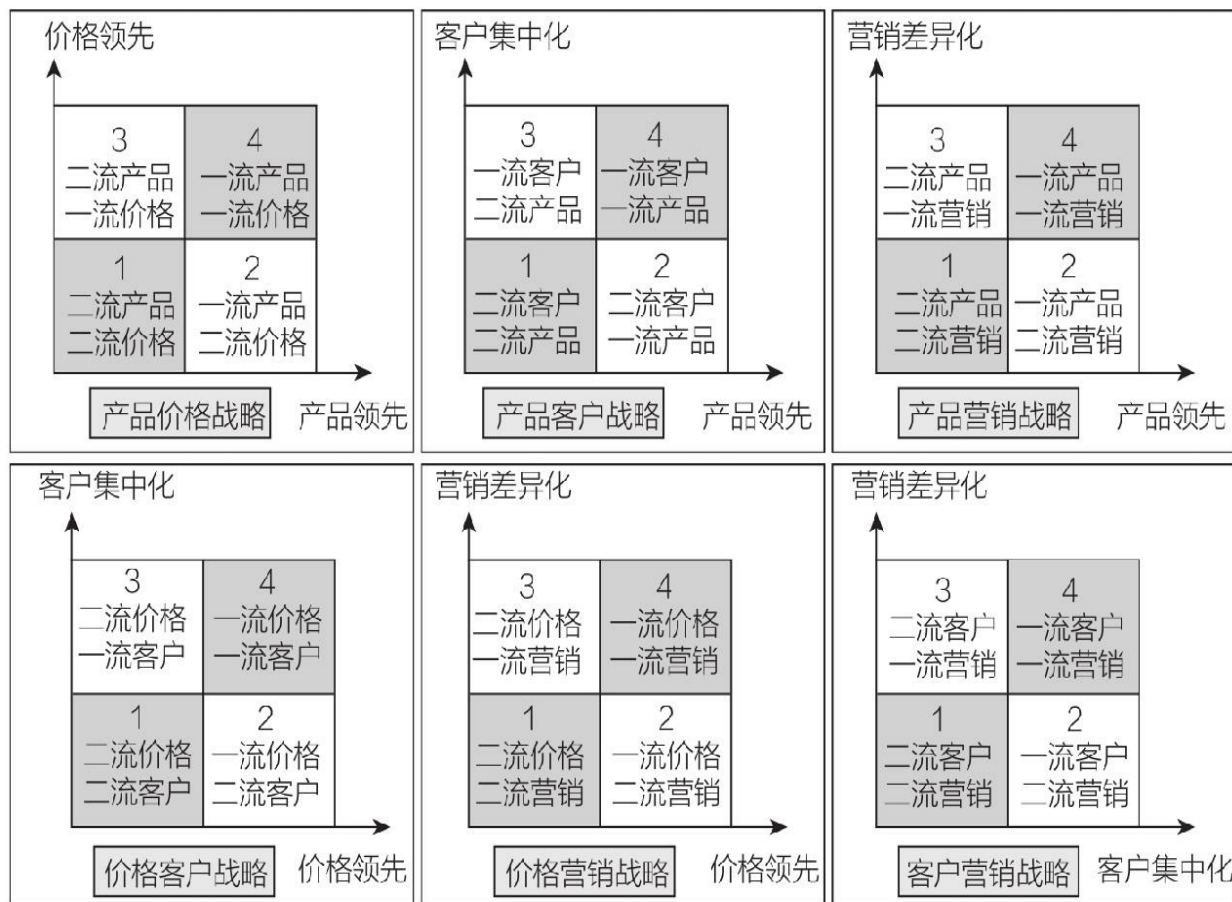 价格领先
3
二流产品
一流价格
4
一流产品
一流价格
1
二流产品
二流价格
2
一流产品
二流价格
产品价格战略
产品领先
客户集中化
3
一流客户
二流产品
4
一流客户
一流产品
1
二流客户
二流产品
2
二流客户
一流产品
产品客户战略
产品领先
营销差异化
3
二流产品
一流营销
4
一流产品
一流营销
1
二流产品
二流营销
2
一流产品
二流营销
产品营销战略
产品领先
客户集中化
3
二流价格
一流客户
4
一流价格
一流客户
1
二流价格
二流客户
2
一流价格
二流客户
价格客户战略
价格领先
营销差异化
3
二流价格
一流营销
4
一流价格
一流营销
1
二流价格
二流营销
2
一流价格
二流营销
价格营销战略
价格领先
营销差异化
3
二流客户
一流营销
4
一流客户
一流营销
1
二流客户
二流营销
2
一流客户
二流营销
客户营销战略
客户集中化